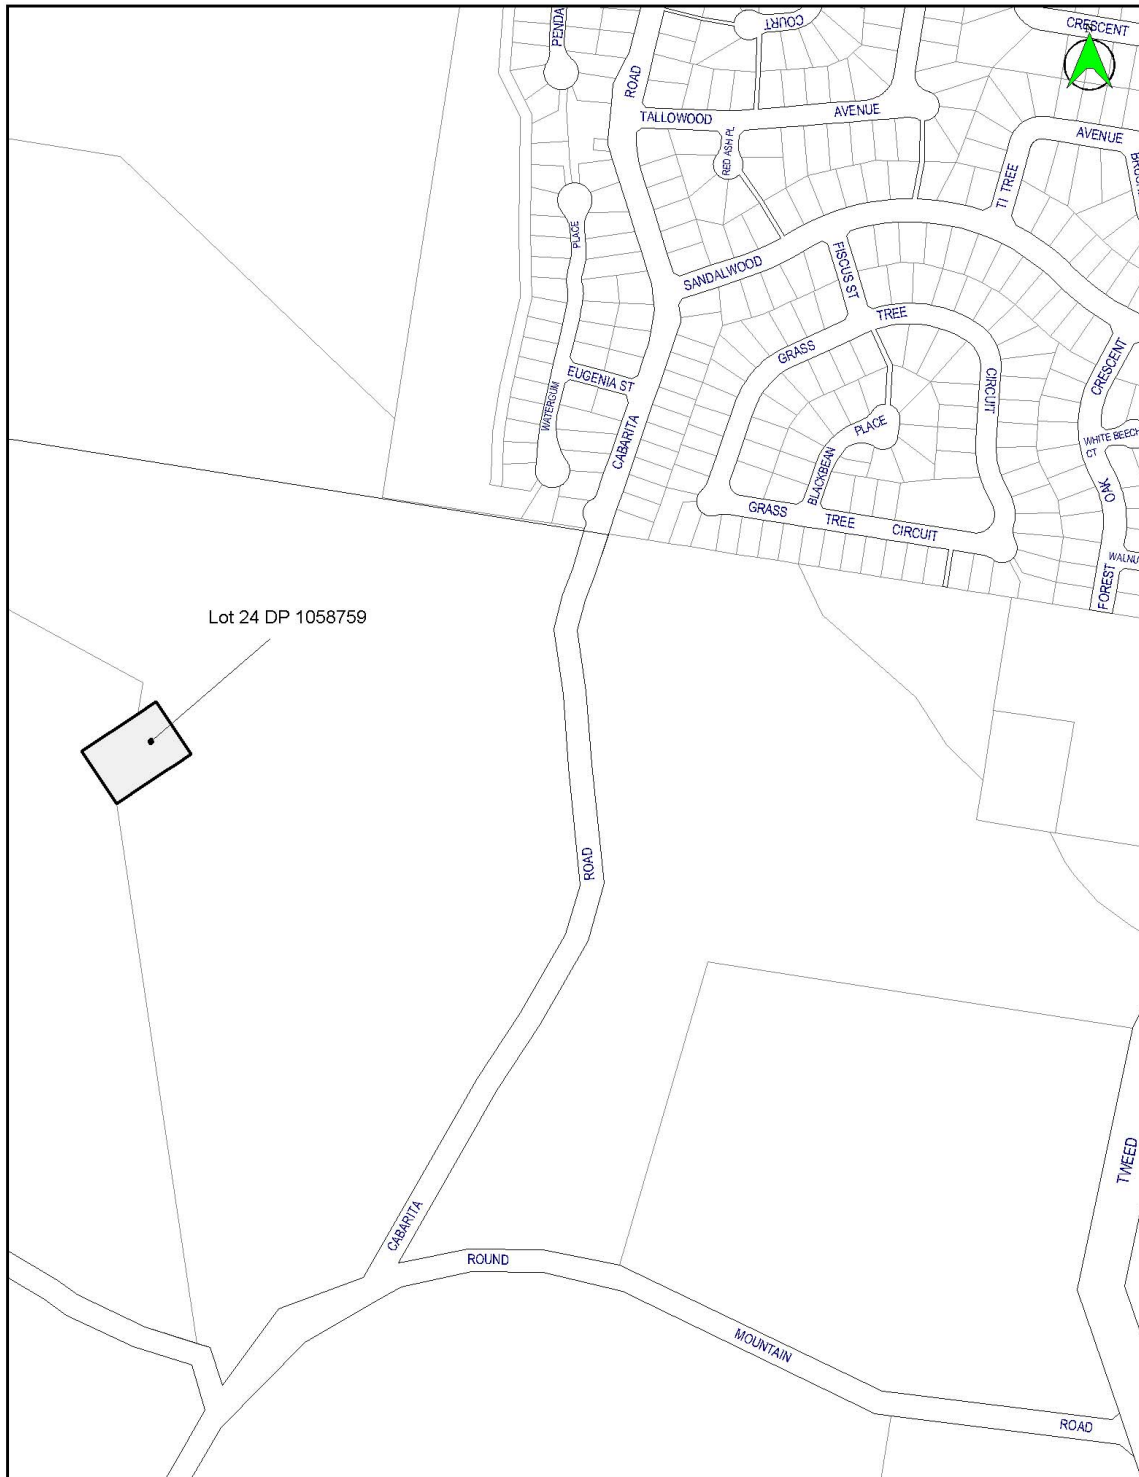 PENDA
COURT
CRESCENT
ROAD
TALLOWOOD
AVENUE
RED ASH PL
AVENUE
TI TREE
PLACE
SANDALWOOD
FISCUS ST
TREE
GRASS
CIRCUIT
CRESCENT
EUGENIA ST
WATERGUM
CABARITA
PLACE
BLACKBEAN
WHITE BEECH
CT
OAK
GRASS
TREE
CIRCUIT
WALNU
FOREST
Lot 24 DP 1058759
ROAD
TWEED
CABARITA
ROUND
MOUNTAIN
ROAD